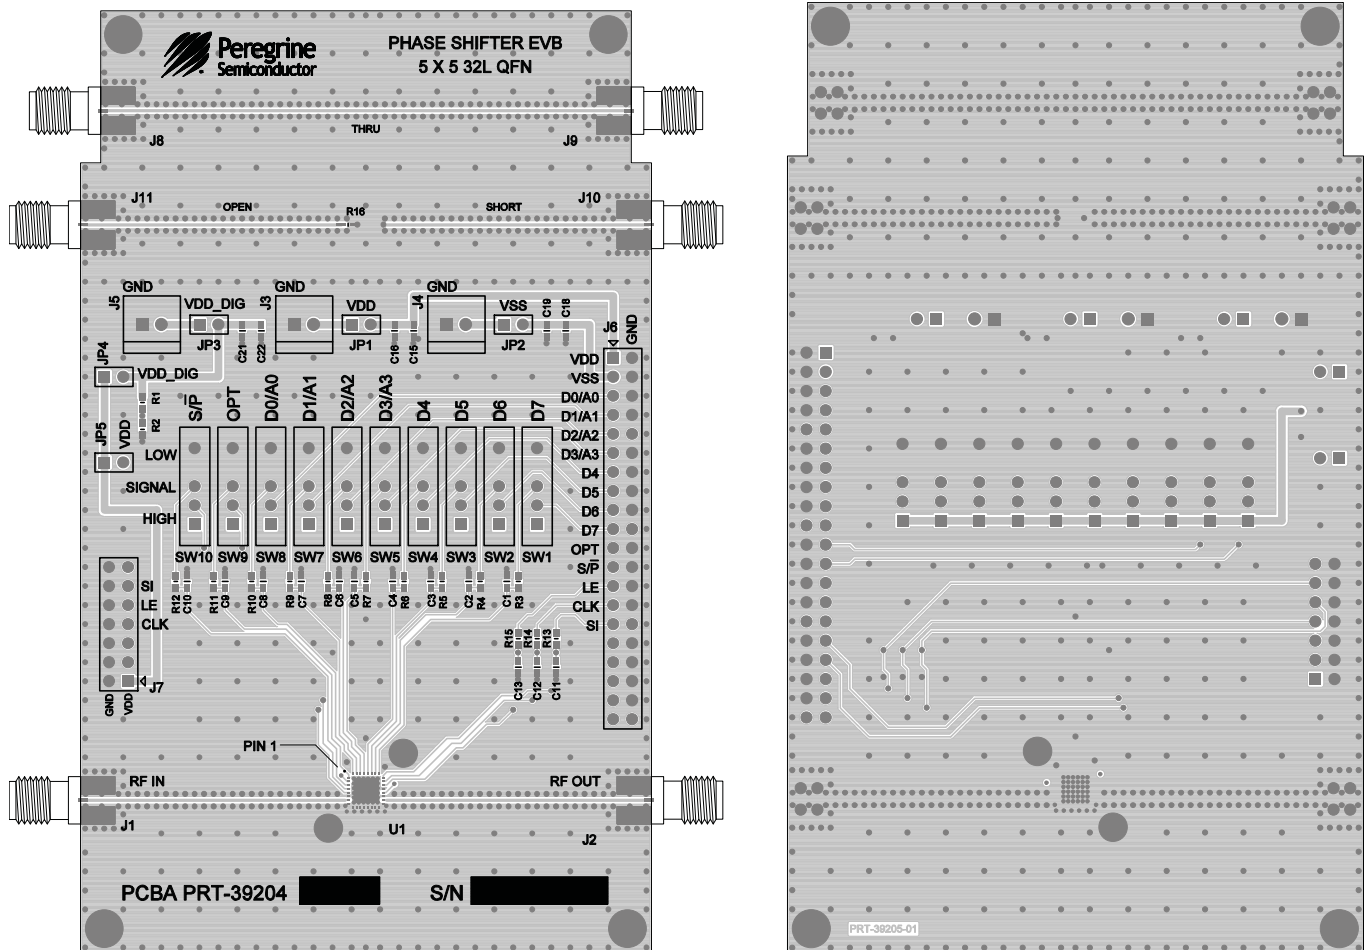 Peregrine
Semiconductor
PHASE SHIFTER EVB
5 X 5 32L QFN
J8
THRU
J9
J11
OPEN
R16
SHORT
J10
GND
J5
VDD_DIG
JP3
C21
C22
GND
J3
VDD
JP1
C16
C15
GND
J4
VSS
JP2
C19
C18
J6
GND
JP4
VDD_DIG
R1
R2
JP5
VDD
S/P
OPT
D0/A0
D1/A1
D2/A2
D3/A3
D4
D5
D6
D7
LOW
SIGNAL
HIGH
SW10
SW9
SW8
SW7
SW6
SW5
SW4
SW3
SW2
SW1
VDD
VSS
D0/A0
D1/A1
D2/A2
D3/A3
D4
D5
D6
D7
OPT
S/P
LE
CLK
SI
R12
C10
R11
C9
R10
C8
R9
C7
R8
C6
C5
R7
C4
R6
C3
R5
C2
R4
C1
R3
SI
LE
CLK
J7
GND
VDD
R15
R14
R13
C13
C12
C11
PIN 1
RF IN
RF OUT
J1
U1
J2
PCBA PRT-39204
S/N
PRT-39205-01